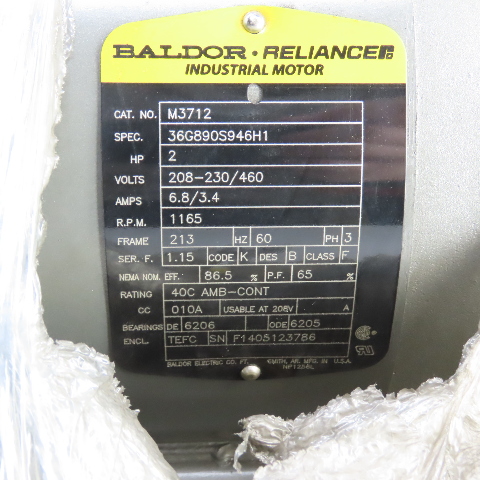 BALDOR • RELIANCE
INDUSTRIAL MOTOR
CAT. NO. M3712
SPEC. 36G890S946H1
HP 2
VOLTS 208-230/460
AMPS 6.8/3.4
R.P.M. 1165
FRAME 213 HZ 60 PH 3
SER. F. 1.15 CODE K DES B CLASS F
NEMA NOM. EFF. 86.5 % P.F. 65 %
RATING 40C AMB-CONT
CC 010A USABLE AT 208V A
BEARINGS DE 6206 ODE 6205
ENCL. TEFC SN F1405123786
BALDOR ELECTRIC CO. FT. SMITH, AR. MFG. IN U.S.A.